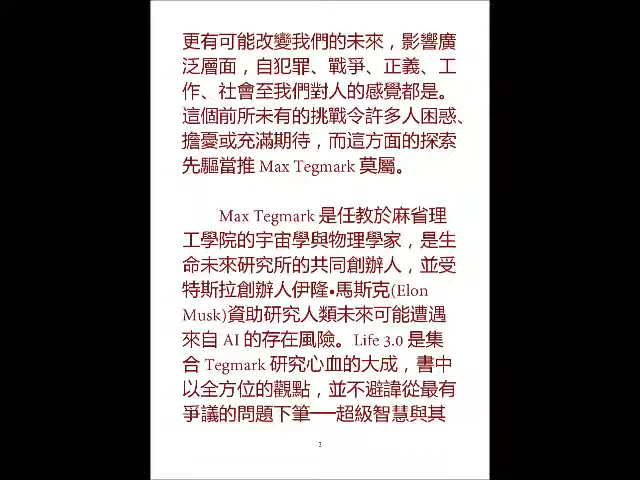 更有可能改變我們的未來，影響廣
泛層面，自犯罪、戰爭、正義、工
作、社會至我們對人的感覺都是。
這個前所未有的挑戰令許多人困惑、
擔憂或充滿期待，而這方面的探索
先驅當推 Max Tegmark 莫屬。
Max Tegmark 是任教於麻省理
工學院的宇宙學與物理學家，是生
命未來研究所的共同創辦人，並受
特斯拉創辦人伊隆•馬斯克(Elon
Musk)資助研究人類未來可能遭遇
來自 AI 的存在風險。Life 3.0 是集
合 Tegmark 研究心血的大成，書中
以全方位的觀點，並不避諱從最有
爭議的問題下筆──超級智慧與其
3